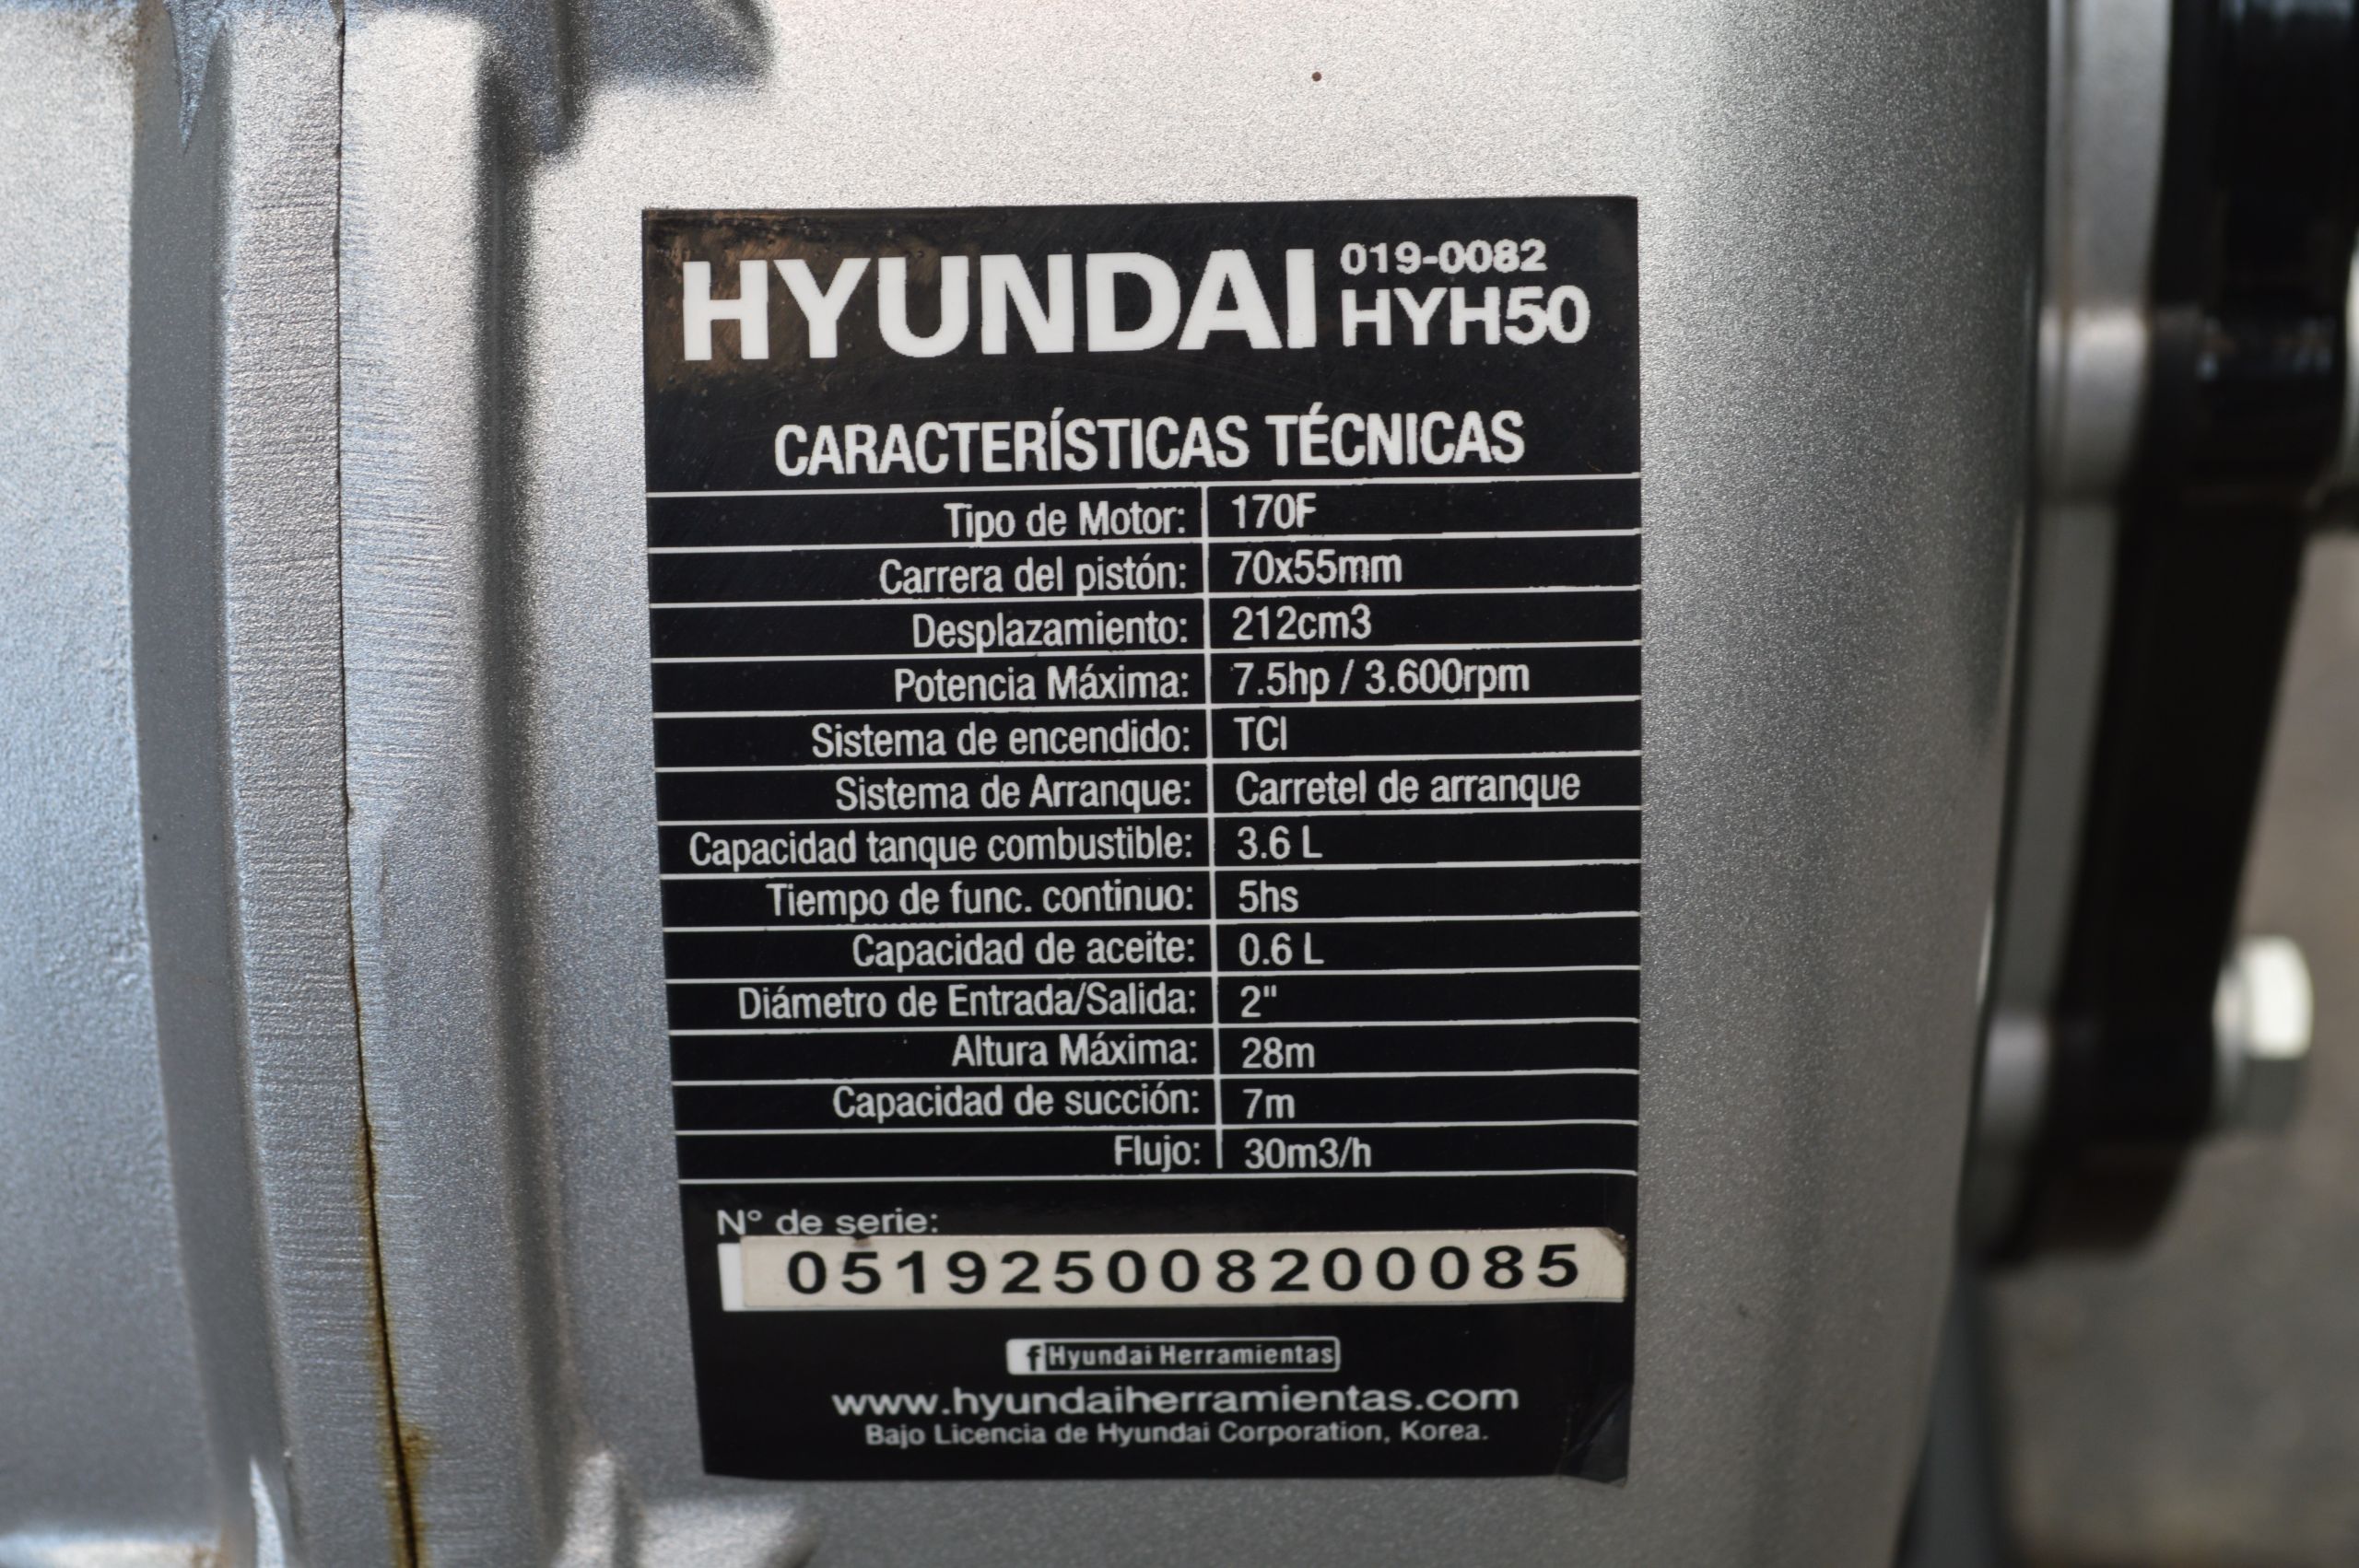 HYUNDAI 019-0082
HYH50
CARACTERÍSTICAS TÉCNICAS
Tipo de Motor: 170F
Carrera del pistón: 70x55mm
Desplazamiento: 212cm3
Potencia Máxima: 7.5hp / 3.600rpm
Sistema de encendido: TCI
Sistema de Arranque: Carretel de arranque
Capacidad tanque combustible: 3.6 L
Tiempo de func. continuo: 5hs
Capacidad de aceite: 0.6 L
Diámetro de Entrada/Salida: 2"
Altura Máxima: 28m
Capacidad de succión: 7m
Flujo: 30m3/h
N° de serie:
051925008200085
f Hyundai Herramientas
www.hyundaiherramientas.com
Bajo Licencia de Hyundai Corporation, Korea.